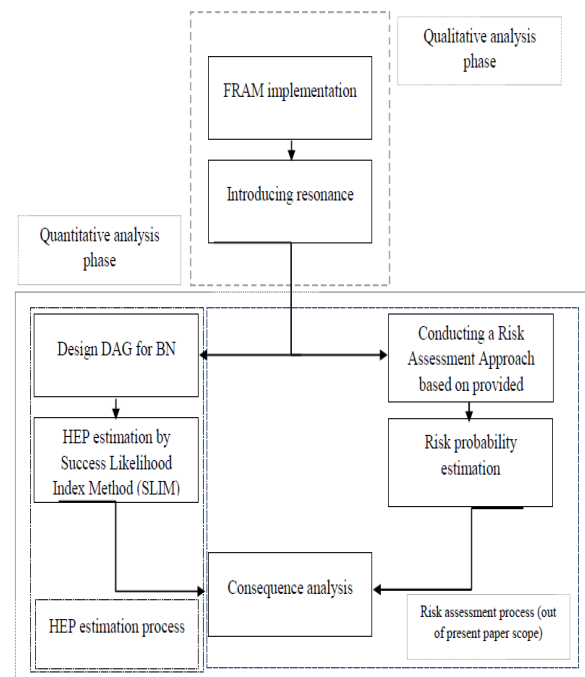 Qualitative analysis
phase
FRAM implementation
Introducing resonance
Quantitative analysis
phase
Design DAG for BN
Conducting a Risk
Assessment Approach
based on provided
HEP estimation by
Success Likelihood
Index Method (SLIM)
Risk probability
estimation
Consequence analysis
HEP estimation process
Risk assessment process (out
of present paper scope)